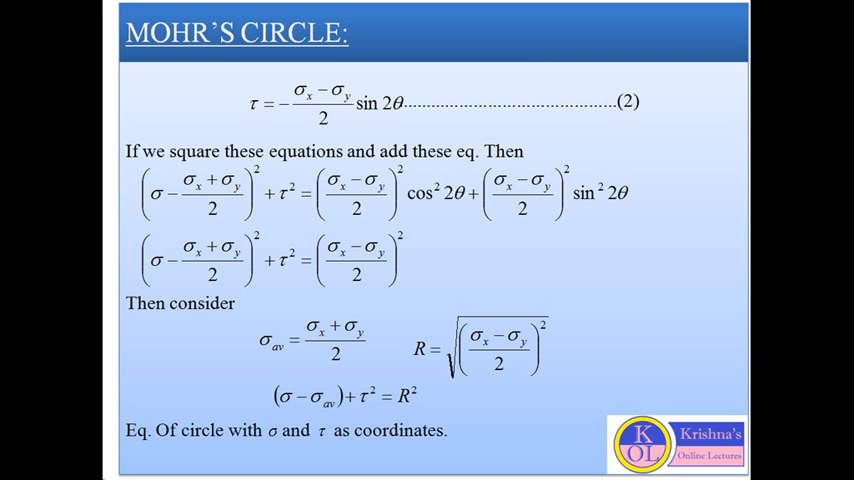 MOHR'S CIRCLE:
τ = − (σx − σy)/2 sin 2θ...............................................(2)
If we square these equations and add these eq. Then
(σ − (σx + σy)/2)² + τ² = ((σx − σy)/2)² cos² 2θ + ((σx − σy)/2)² sin² 2θ
(σ − (σx + σy)/2)² + τ² = ((σx − σy)/2)²
Then consider
σav = (σx + σy)/2 R = √((σx − σy)/2)²
(σ − σav) + τ² = R²
Eq. Of circle with σ and τ as coordinates.
K
OL
Krishna's
Online Lectures